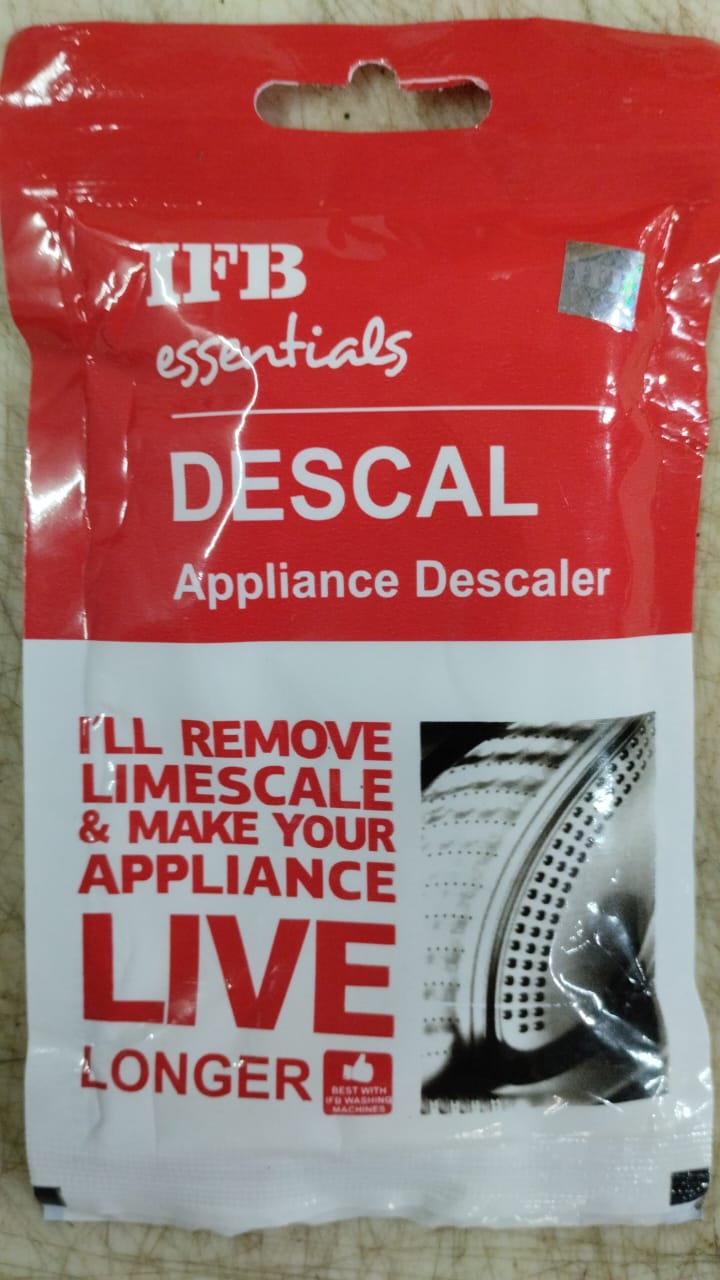 IFB
essentials
DESCAL
Appliance Descaler
I'LL REMOVE
LIMESCALE
& MAKE YOUR
APPLIANCE
LIVE
LONGER
BEST WITH
IFB WASHING
MACHINES